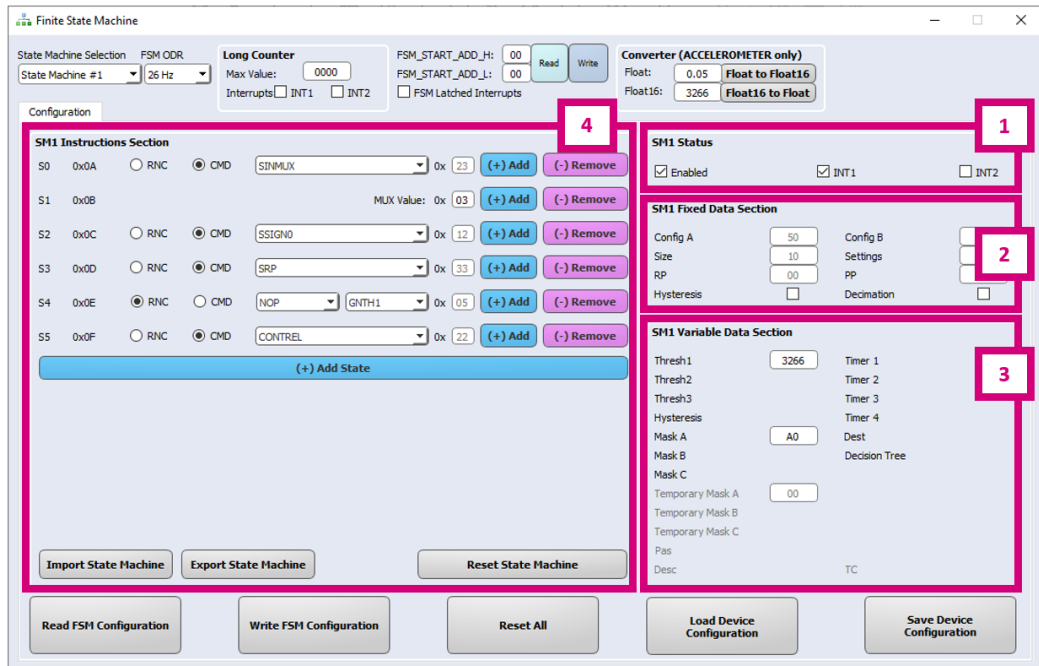 Finite State Machine
State Machine Selection FSM ODR
State Machine #1 26 Hz
Long Counter
Max Value: 0000
Interrupts INT1 INT2
FSM_START_ADD_H: 00
FSM_START_ADD_L: 00
Read Write
FSM Latched Interrupts
Converter (ACCELEROMETER only)
Float: 0.05 Float to Float16
Float16: 3266 Float16 to Float
Configuration
4
SM1 Instructions Section
S0 0x0A RNC CMD SINMUX 0x 23 (+) Add (-) Remove
S1 0x0B MUX Value: 0x 03 (+) Add (-) Remove
S2 0x0C RNC CMD SSIGN0 0x 12 (+) Add (-) Remove
S3 0x0D RNC CMD SRP 0x 33 (+) Add (-) Remove
S4 0x0E RNC CMD NOP GNTH1 0x 05 (+) Add (-) Remove
S5 0x0F RNC CMD CONTREL 0x 22 (+) Add (-) Remove
(+) Add State
Import State Machine Export State Machine Reset State Machine
1
SM1 Status
Enabled INT1 INT2
SM1 Fixed Data Section
2
Config A 50 Config B
Size 10 Settings
RP 00 PP
Hysteresis Decimation
SM1 Variable Data Section
3
Thresh1 3266 Timer 1
Thresh2 Timer 2
Thresh3 Timer 3
Hysteresis Timer 4
Mask A A0 Dest
Mask B Decision Tree
Mask C
Temporary Mask A 00
Temporary Mask B
Temporary Mask C
Pas
Desc TC
Read FSM Configuration Write FSM Configuration Reset All
Load Device
Configuration
Save Device
Configuration